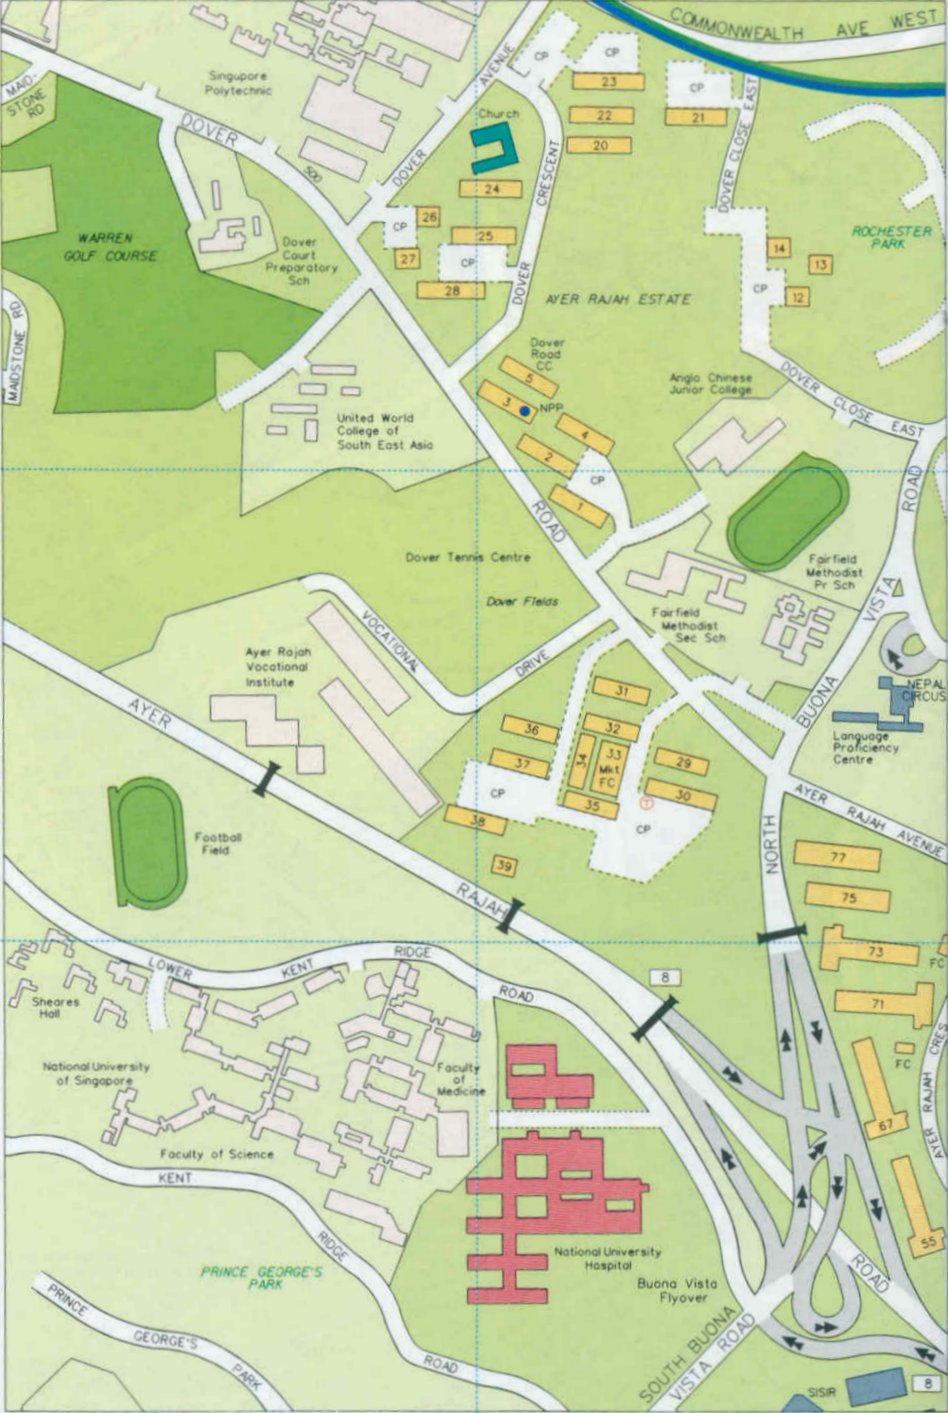 COMMONWEALTH AVE WEST
Singupore
Polytechnic
MAID-
STONE
RD
DOVER
500
DOVER AVENUE
CP
CP
CP
23
22
20
21
Church
24
26
CP
25
27
CP
28
DOVER CRESCENT
DOVER CLOSE EAST
ROCHESTER
PARK
14
13
CP
12
WARREN
GOLF COURSE
Dover
Court
Preparatory
Sch
MAIDSTONE RD
AYER RAJAH ESTATE
Dover
Road
CC
5
3
NPP
4
2
CP
1
Anglo Chinese
Junior College
DOVER CLOSE EAST
United World
College of
South East Asia
ROAD
ROAD
Dover Tennis Centre
Dover Fields
Fairfield
Methodist
Pr Sch
Fairfield
Methodist
Sec Sch
VISTA
BUONA
VOCATIONAL
DRIVE
Ayer Rajah
Vocational
Institute
NEPAL
CIRCUS
Language
Proficiency
Centre
31
36
32
34
33
Mkt
FC
37
29
30
35
T
CP
CP
38
39
AYER
RAJAH
Football
Field
AYER RAJAH AVENUE
NORTH
77
75
73
FC
71
FC
67
55
AYER RAJAH CRES
8
LOWER KENT RIDGE ROAD
Sheares
Hall
National University
of Singapore
Faculty
of
Medicine
Faculty of Science
KENT RIDGE ROAD
PRINCE GEORGE'S
PARK
National University
Hospital
Buona Vista
Flyover
ROAD
PRINCE GEORGE'S PARK
SOUTH BUONA
VISTA ROAD
SISIR
8